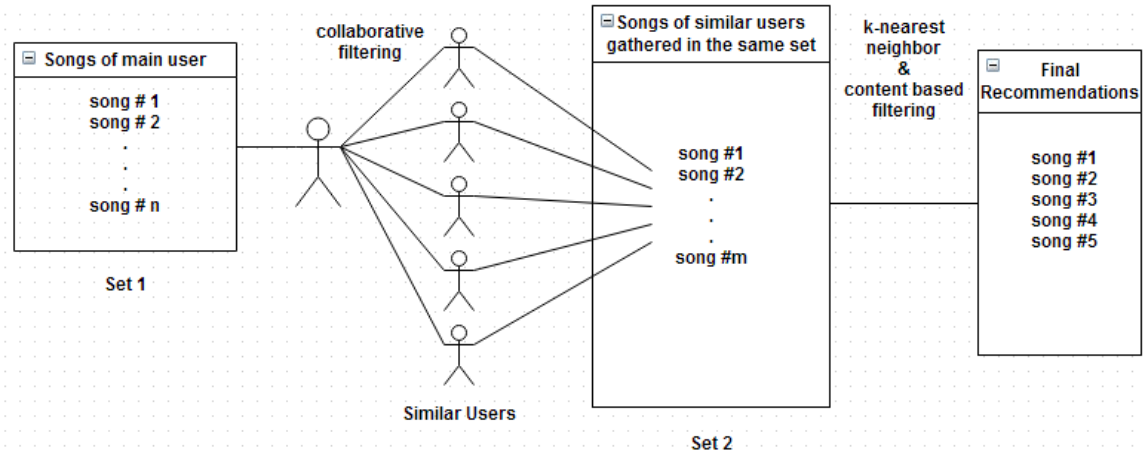 Songs of main user
song # 1
song # 2
.
.
.
song # n
Set 1
collaborative
filtering
Similar Users
Songs of similar users
gathered in the same set
song #1
song #2
.
.
.
song #m
Set 2
k-nearest
neighbor
&
content based
filtering
Final
Recommendations
song #1
song #2
song #3
song #4
song #5